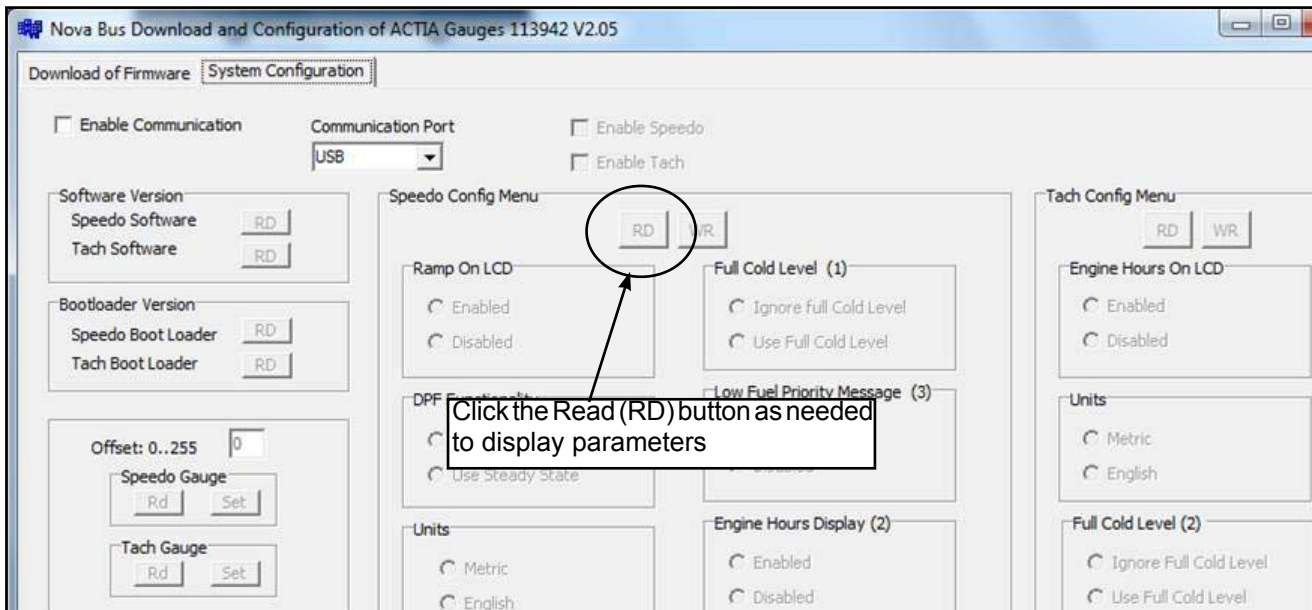 Nova Bus Download and Configuration of ACTIA Gauges 113942 V2.05
Download of Firmware
System Configuration
Enable Communication
Communication Port
USB
Enable Speedo
Enable Tach
Software Version
Speedo Software RD
Tach Software RD
Bootloader Version
Speedo Boot Loader RD
Tach Boot Loader RD
Offset: 0..255 0
Speedo Gauge
Rd Set
Tach Gauge
Rd Set
Speedo Config Menu
RD WR
Ramp On LCD
Enabled
Disabled
Full Cold Level (1)
Ignore full Cold Level
Use Full Cold Level
DPF
Click the Read (RD) button as needed
to display parameters
Use Steady State
Low Fuel Priority Message (3)
Units
Metric
English
Engine Hours Display (2)
Enabled
Disabled
Tach Config Menu
RD WR
Engine Hours On LCD
Enabled
Disabled
Units
Metric
English
Full Cold Level (2)
Ignore Full Cold Level
Use Full Cold Level